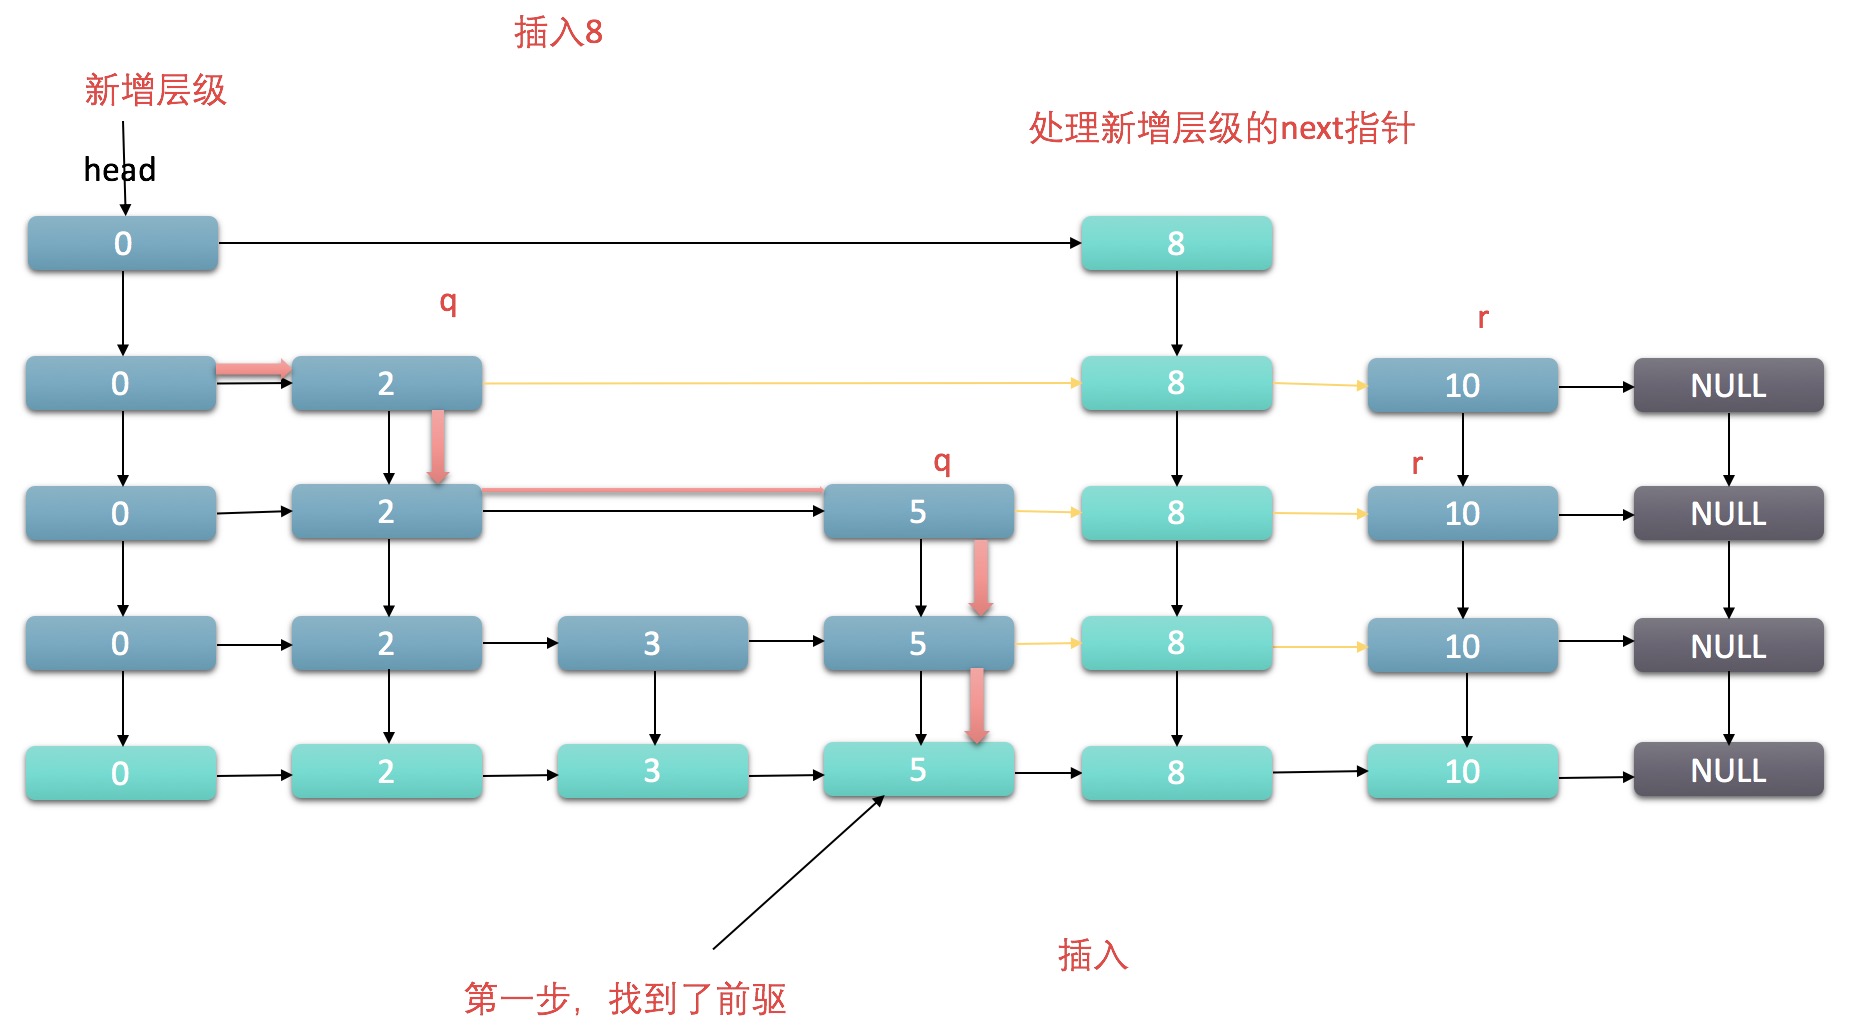 插入8
新增层级
处理新增层级的next指针
head
0 8
q
r
0 2 8 10 NULL
q r
0 2 5 8 10 NULL
0 2 3 5 8 10 NULL
0 2 3 5 8 10 NULL
插入
第一步，找到了前驱